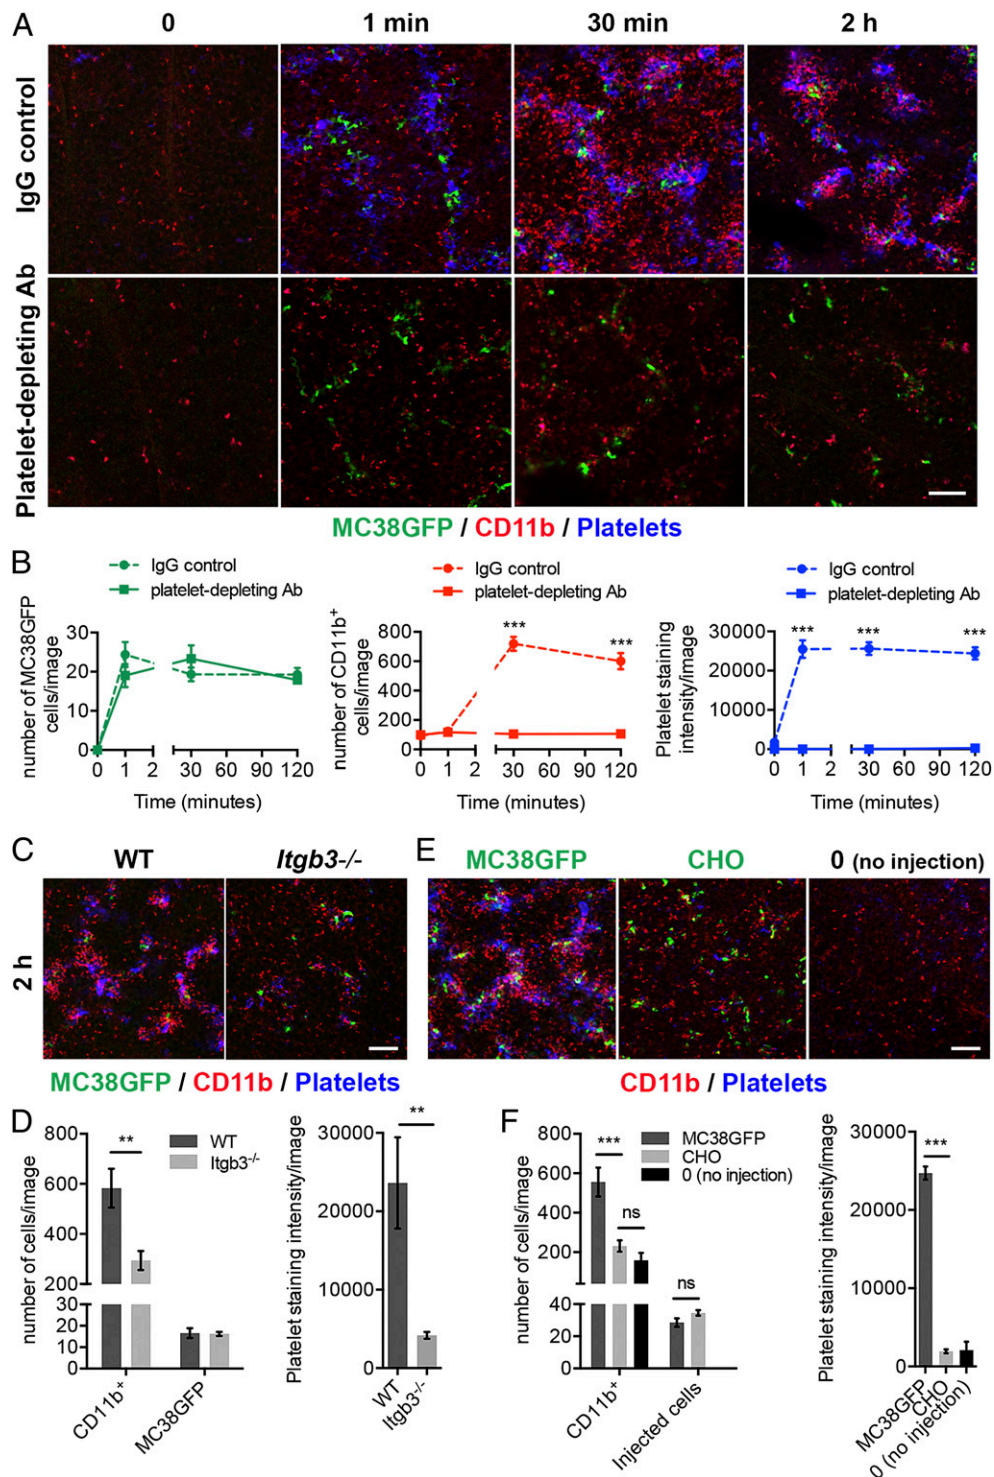 A
0
1 min
30 min
2 h
IgG control
Platelet-depleting Ab
MC38GFP / CD11b / Platelets
B
IgG control
platelet-depleting Ab
number of MC38GFP
cells/image
30
20
10
0
0 1 2 30 60 90 120
Time (minutes)
IgG control
platelet-depleting Ab
number of CD11b+
cells/image
800
600
400
200
0
*** ***
0 1 2 30 60 90 120
Time (minutes)
IgG control
platelet-depleting Ab
Platelet staining
intensity/image
30000
20000
10000
0
*** *** ***
0 1 2 30 60 90 120
Time (minutes)
C
WT
Itgb3-/-
2 h
MC38GFP / CD11b / Platelets
E
MC38GFP
CHO
0 (no injection)
CD11b / Platelets
D
number of cells/image
800
600
400
200
30
20
10
0
**
WT
Itgb3-/-
CD11b+
MC38GFP
Platelet staining intensity/image
30000
20000
10000
0
**
WT
Itgb3-/-
F
number of cells/image
800
600
400
200
40
20
0
***
ns
ns
MC38GFP
CHO
0 (no injection)
CD11b+
Injected cells
Platelet staining intensity/image
30000
20000
10000
0
***
MC38GFP
CHO
0 (no injection)